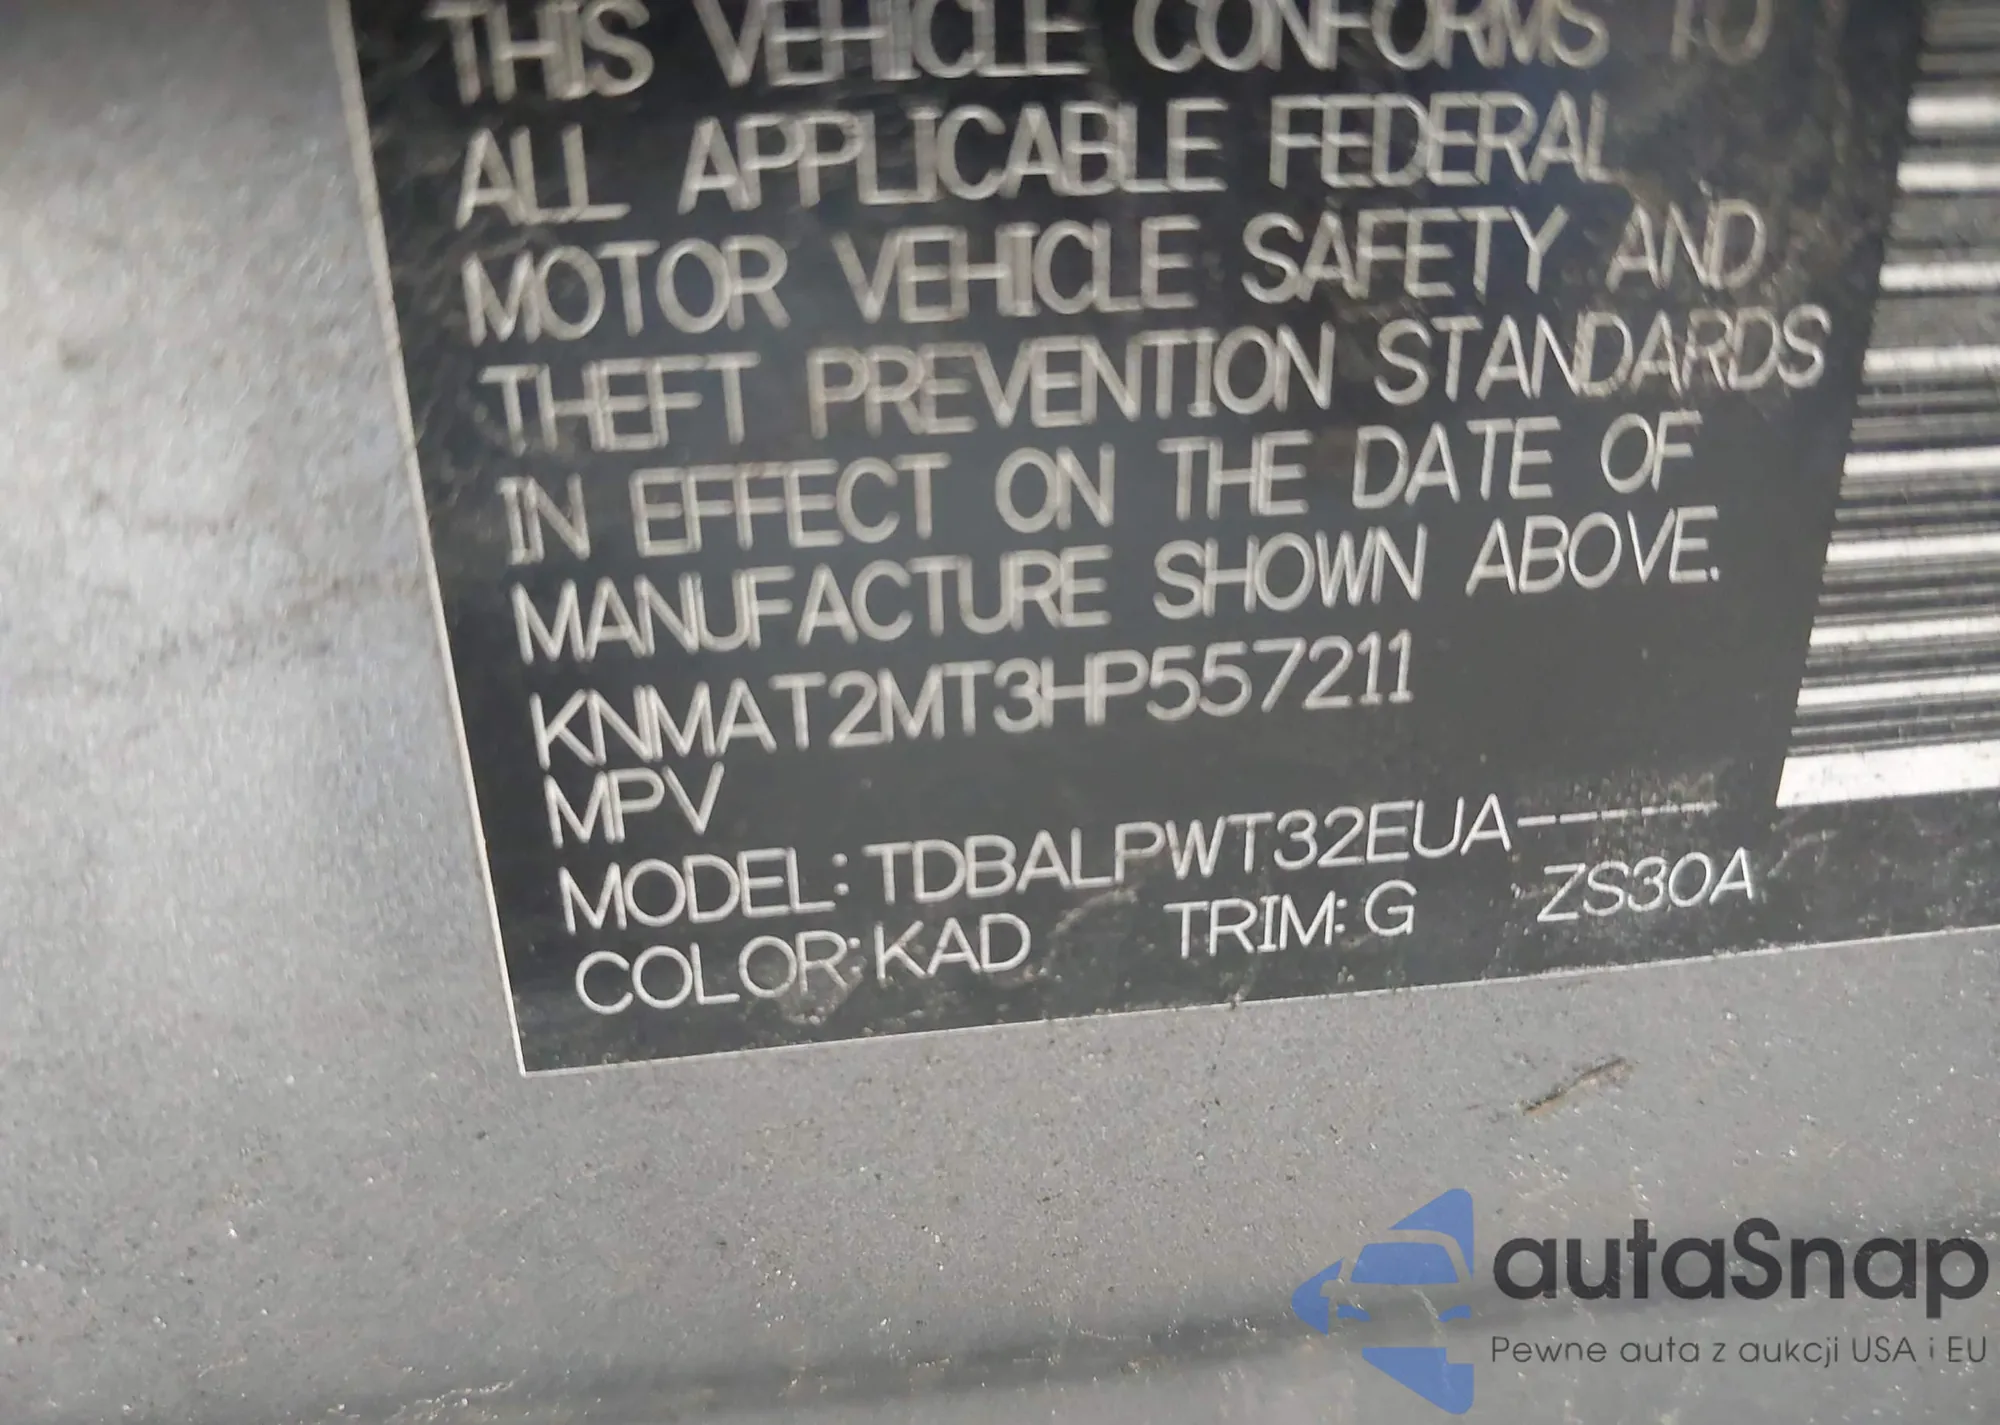 THIS VEHICLE CONFORMS TO
ALL APPLICABLE FEDERAL
MOTOR VEHICLE SAFETY AND
THEFT PREVENTION STANDARDS
IN EFFECT ON THE DATE OF
MANUFACTURE SHOWN ABOVE.
KNMAT2MT3HP557211
MPV
MODEL: TDBALPWT32EUA------
COLOR: KAD TRIM: G ZS30A
autaSnap
Pewne auta z aukcji USA i EU